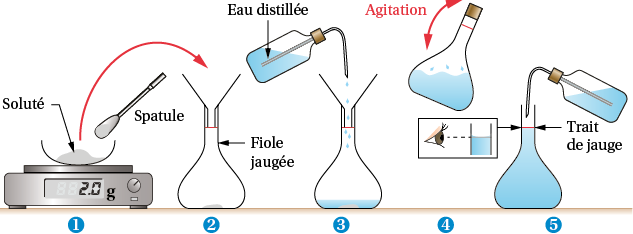 Eau distillée
Agitation
Soluté
Spatule
Fiole
jaugée
Trait
de jauge
2.0 g
1
2
3
4
5